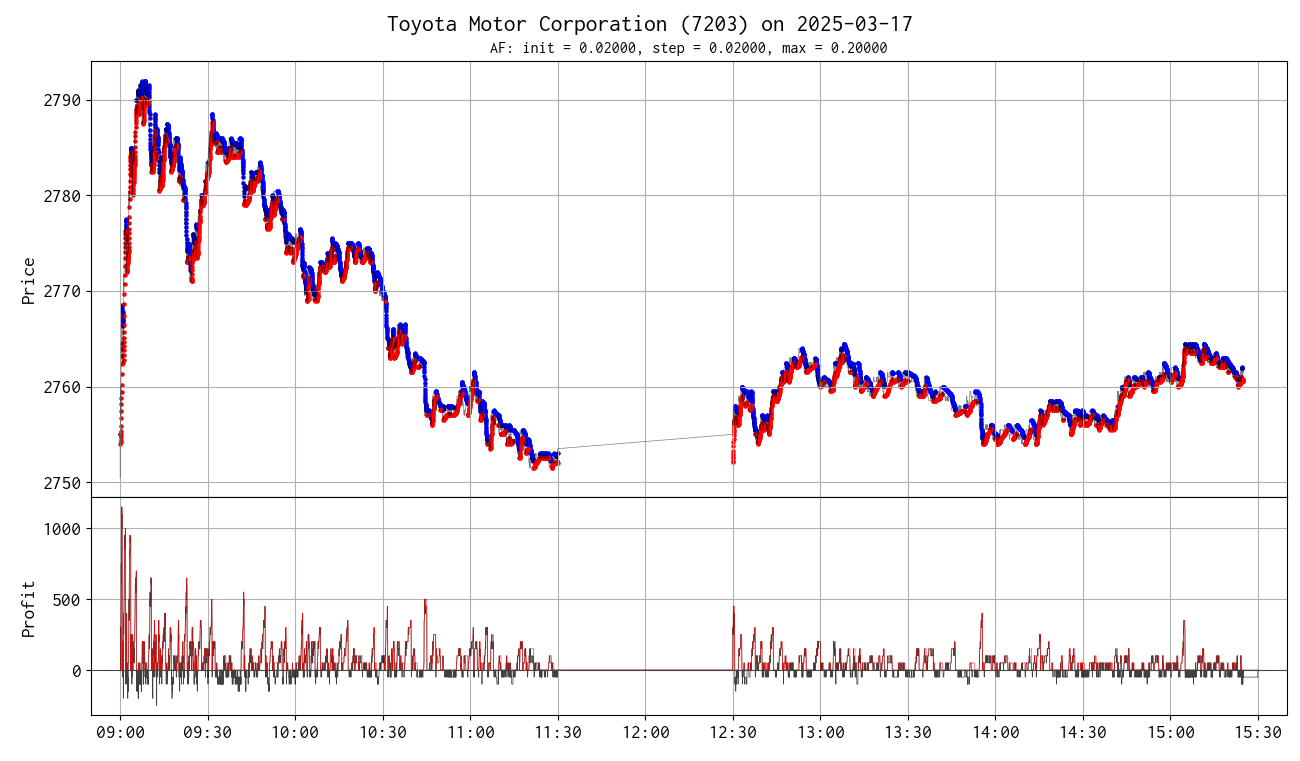 Toyota Motor Corporation (7203) on 2025-03-17
AF: init = 0.02000, step = 0.02000, max = 0.20000
Price
2790
2780
2770
2760
2750
Profit
1000
500
0
09:00 09:30 10:00 10:30 11:00 11:30 12:00 12:30 13:00 13:30 14:00 14:30 15:00 15:30